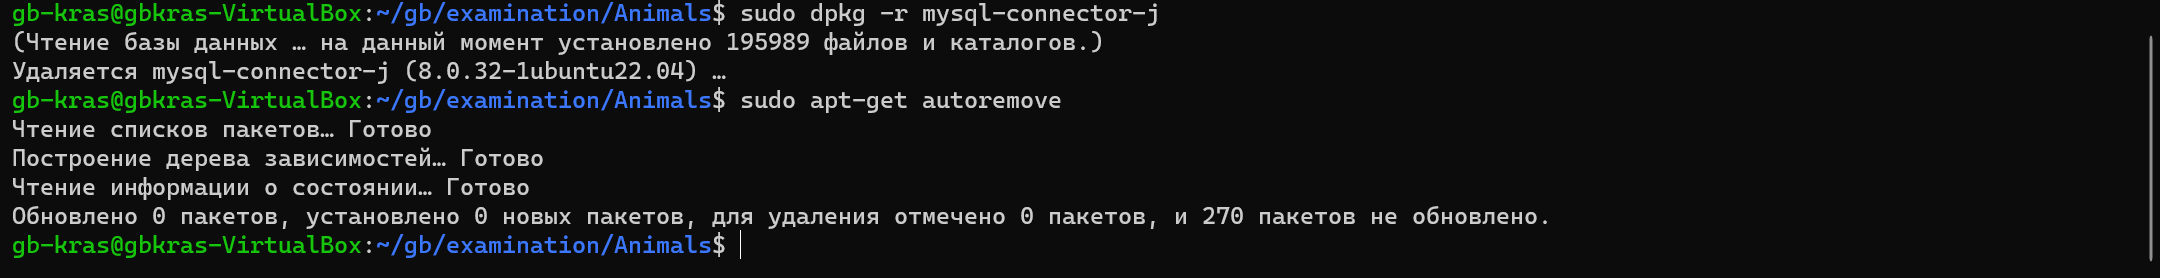 gb-kras@gbkras-VirtualBox:~/gb/examination/Animals$ sudo dpkg -r mysql-connector-j
(Чтение базы данных … на данный момент установлено 195989 файлов и каталогов.)
Удаляется mysql-connector-j (8.0.32-1ubuntu22.04) …
gb-kras@gbkras-VirtualBox:~/gb/examination/Animals$ sudo apt-get autoremove
Чтение списков пакетов… Готово
Построение дерева зависимостей… Готово
Чтение информации о состоянии… Готово
Обновлено 0 пакетов, установлено 0 новых пакетов, для удаления отмечено 0 пакетов, и 270 пакетов не обновлено.
gb-kras@gbkras-VirtualBox:~/gb/examination/Animals$